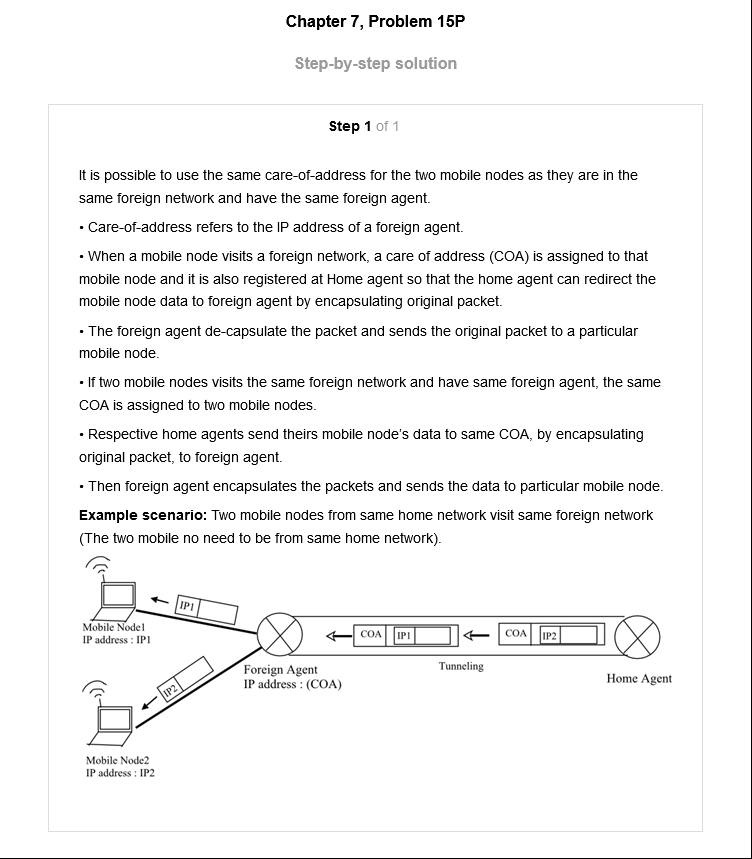 Chapter 7, Problem 15P
Step-by-step solution
Step 1 of 1
It is possible to use the same care-of-address for the two mobile nodes as they are in the
same foreign network and have the same foreign agent.
• Care-of-address refers to the IP address of a foreign agent.
• When a mobile node visits a foreign network, a care of address (COA) is assigned to that
mobile node and it is also registered at Home agent so that the home agent can redirect the
mobile node data to foreign agent by encapsulating original packet.
• The foreign agent de-capsulate the packet and sends the original packet to a particular
mobile node.
• If two mobile nodes visits the same foreign network and have same foreign agent, the same
COA is assigned to two mobile nodes.
• Respective home agents send theirs mobile node's data to same COA, by encapsulating
original packet, to foreign agent.
• Then foreign agent encapsulates the packets and sends the data to particular mobile node.
Example scenario: Two mobile nodes from same home network visit same foreign network
(The two mobile no need to be from same home network).
IP1
Mobile Node1
IP address : IP1
COA IP1
COA IP2
Tunneling
Foreign Agent
IP address : (COA)
Home Agent
IP2
Mobile Node2
IP address : IP2